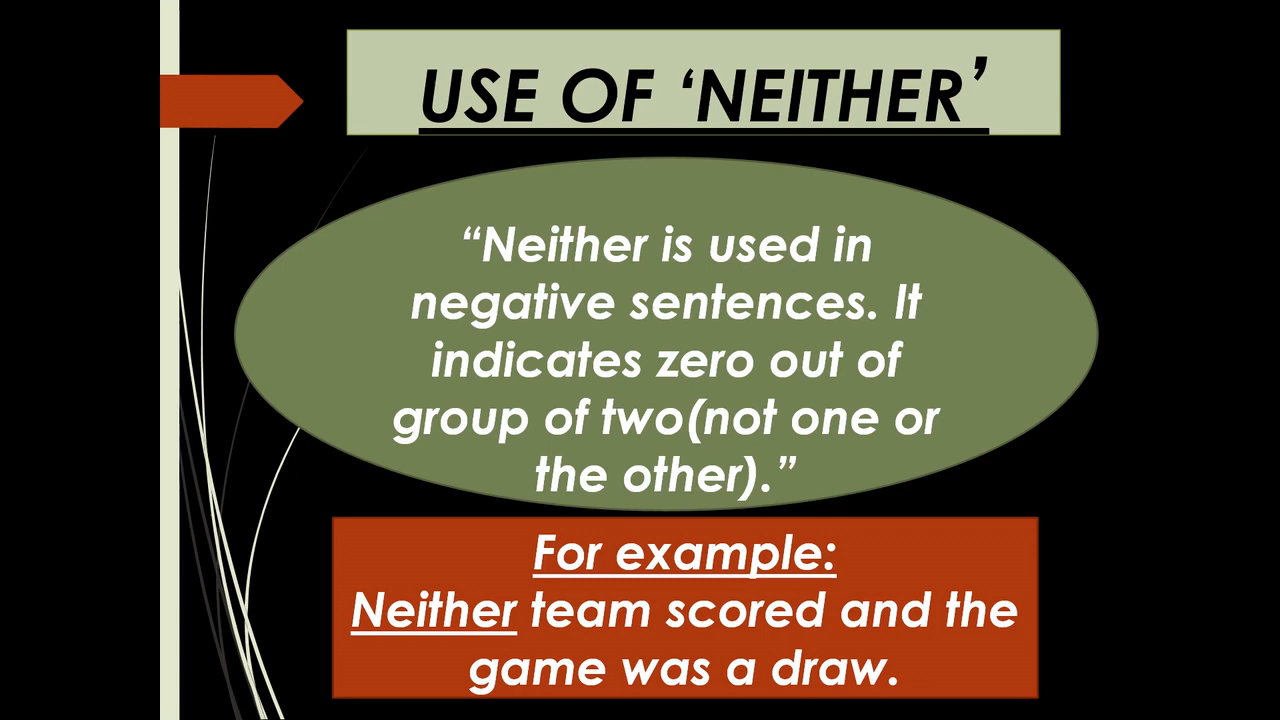 USE OF ‘NEITHER’
“Neither is used in
negative sentences. It
indicates zero out of
group of two(not one or
the other).”
For example:
Neither team scored and the
game was a draw.